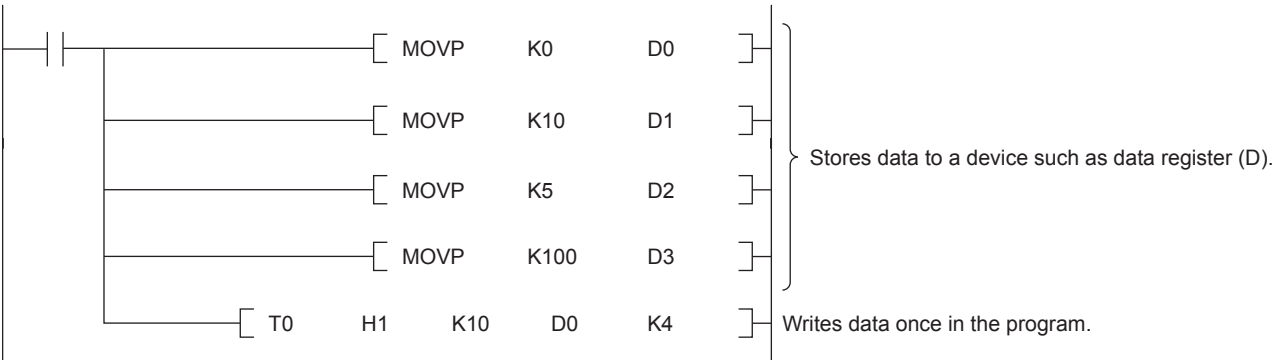 MOVP K0 D0
MOVP K10 D1
Stores data to a device such as data register (D).
MOVP K5 D2
MOVP K100 D3
T0 H1 K10 D0 K4 Writes data once in the program.